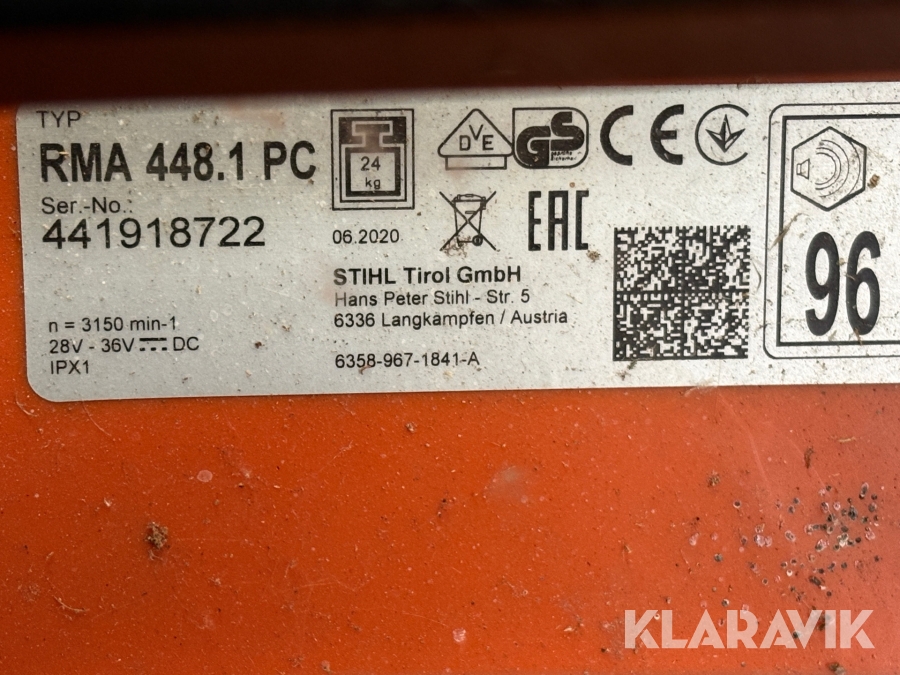 TYP
RMA 448.1 PC
Ser.-No.:
441918722
n = 3150 min-1
28V - 36V DC
IPX1
24
kg
06.2020
DVE
GS
CE
EAC
STIHL Tirol GmbH
Hans Peter Stihl - Str. 5
6336 Langkampfen / Austria
6358-967-1841-A
96
KLARAVIK